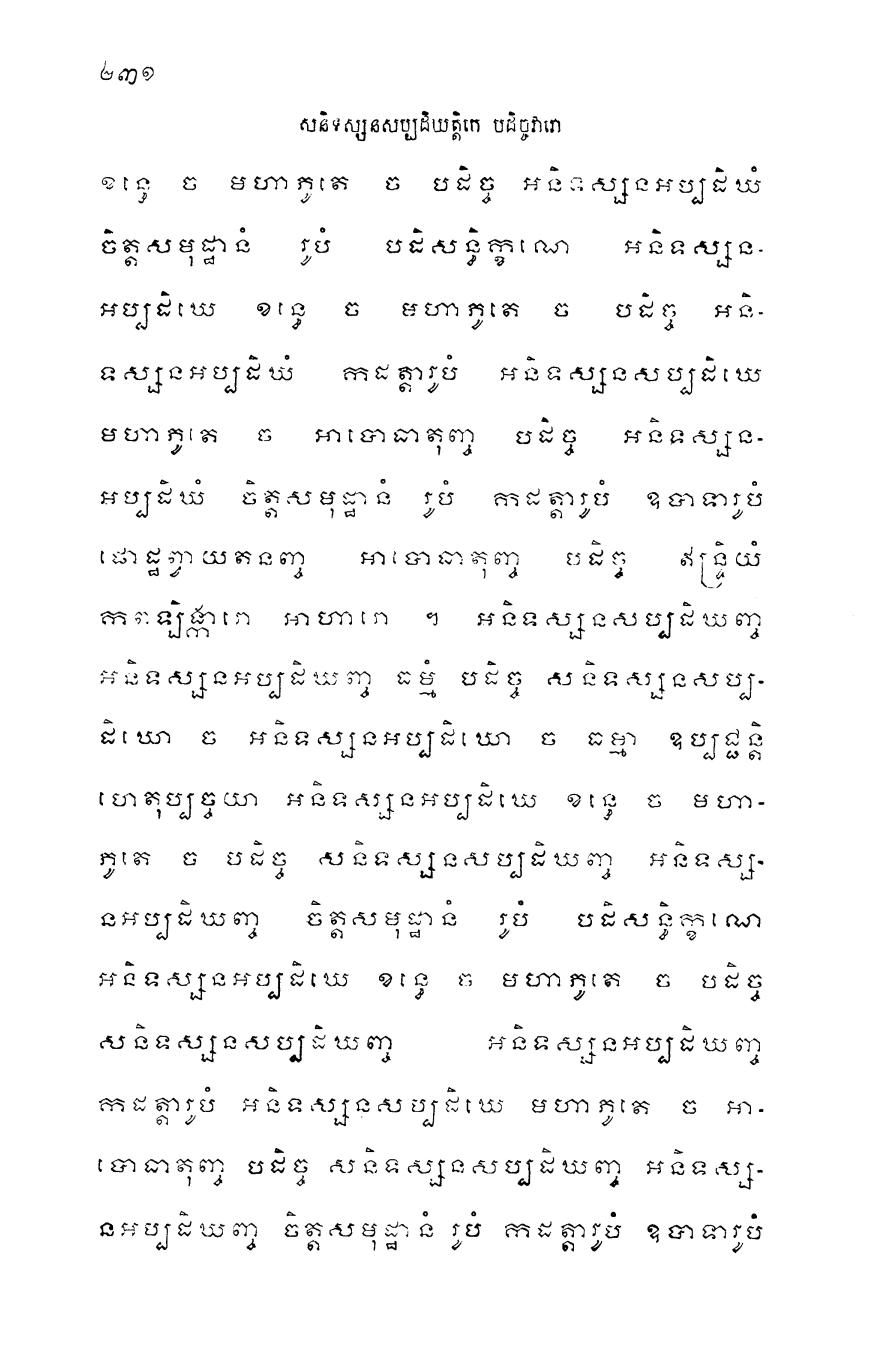 ២៣១
សនិទស្សនសប្បដិឃត្តិកេ បដិច្ចវារោ
ខន្ធេ ច មហាភូតេ ច បដិច្ច អនិទស្សនអប្បដិឃំ
ចិត្តសមុដ្ឋានំ រូបំ បដិសន្ធិក្ខណេ អនិទស្សន-
អប្បដិឃេ ខន្ធេ ច មហាភូតេ ច បដិច្ច អនិ-
ទស្សនអប្បដិឃំ កដត្តារូបំ អនិទស្សនសប្បដិឃេ
មហាភូតេ ច អាបោធាតុញ្ច បដិច្ច អនិទស្សន-
អប្បដិឃំ ចិត្តសមុដ្ឋានំ រូបំ កដត្តារូបំ ឧបាទារូបំ
ផោដ្ឋព្វាយតនញ្ច អាបោធាតុញ្ច បដិច្ច ឥន្ទ្រិយំ
កពឡិង្ការោ អាហារោ ។ អនិទស្សនសប្បដិឃញ្ច
អនិទស្សនអប្បដិឃញ្ច ធម្មំ បដិច្ច សនិទស្សនសប្ប-
ដិឃោ ច អនិទស្សនអប្បដិឃោ ច ធម្មា ឧប្បជ្ជន្តិ
ហេតុប្បច្ចយា អនិទស្សនអប្បដិឃេ ខន្ធេ ច មហា-
ភូតេ ច បដិច្ច សនិទស្សនសប្បដិឃញ្ច អនិទស្ស-
នអប្បដិឃញ្ច ចិត្តសមុដ្ឋានំ រូបំ បដិសន្ធិក្ខណេ
អនិទស្សនអប្បដិឃេ ខន្ធេ ច មហាភូតេ ច បដិច្ច
សនិទស្សនសប្បដិឃញ្ច អនិទស្សនអប្បដិឃញ្ច
កដត្តារូបំ អនិទស្សនសប្បដិឃេ មហាភូតេ ច អា-
បោធាតុញ្ច បដិច្ច សនិទស្សនសប្បដិឃញ្ច អនិទស្ស-
នអប្បដិឃញ្ច ចិត្តសមុដ្ឋានំ រូបំ កដត្តារូបំ ឧបាទារូបំ